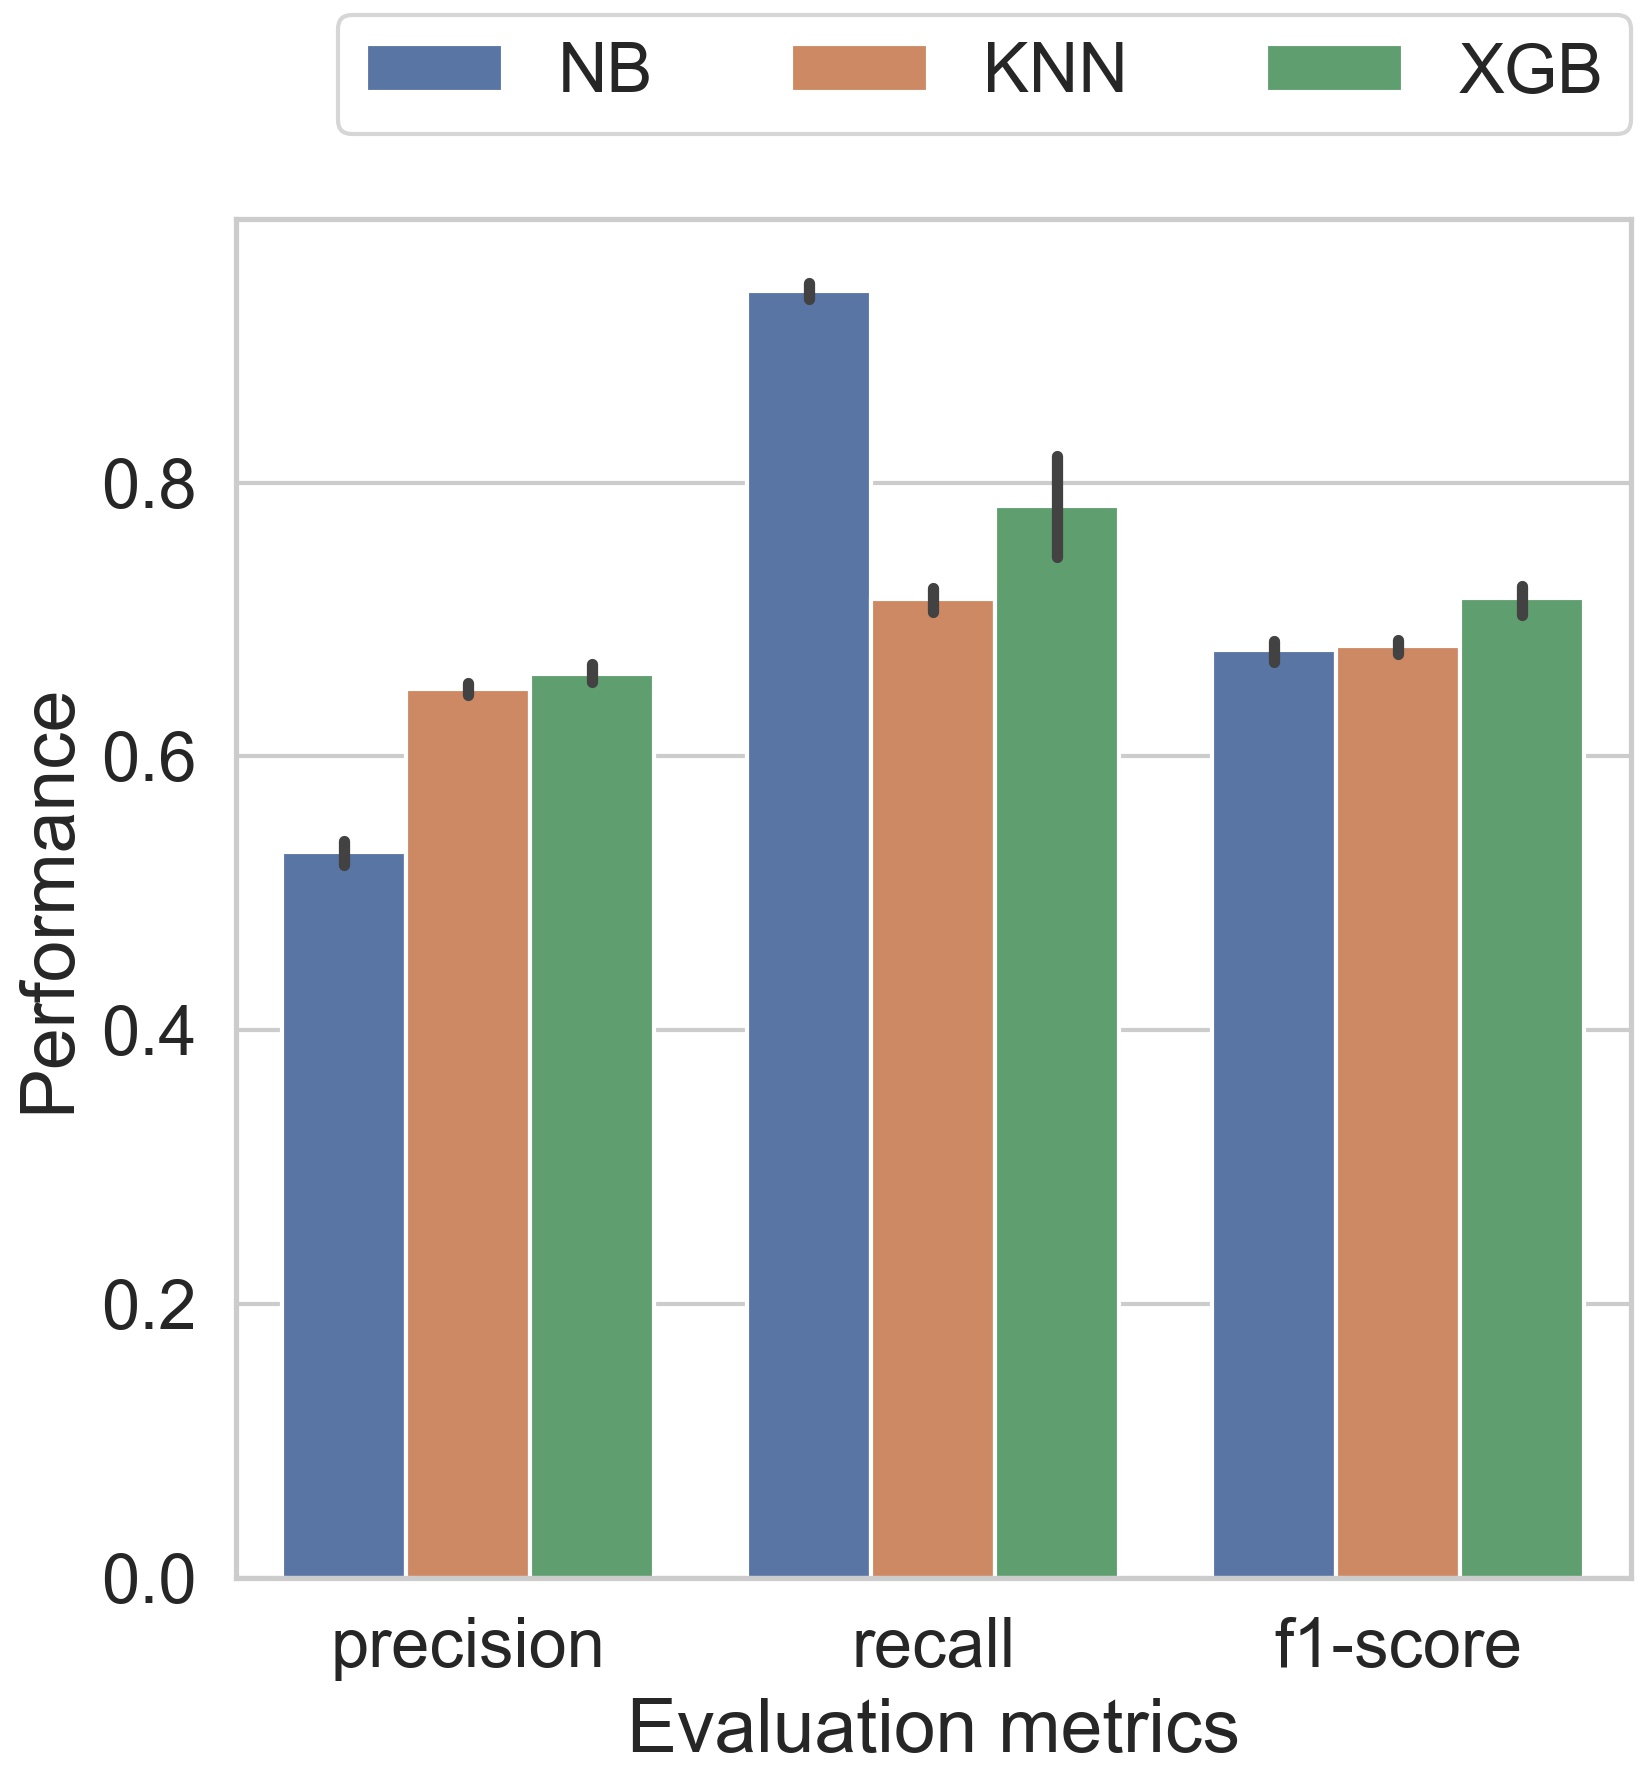 NB KNN XGB
Performance
0.8
0.6
0.4
0.2
0.0
precision recall f1-score
Evaluation metrics